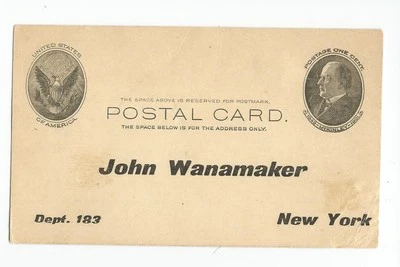 UNITED STATES
OF AMERICA
POSTAGE ONE CENT.
THE SPACE ABOVE IS RESERVED FOR POSTMARK.
POSTAL CARD.
THE SPACE BELOW IS FOR THE ADDRESS ONLY.
John Wanamaker
Dept. 183
New York